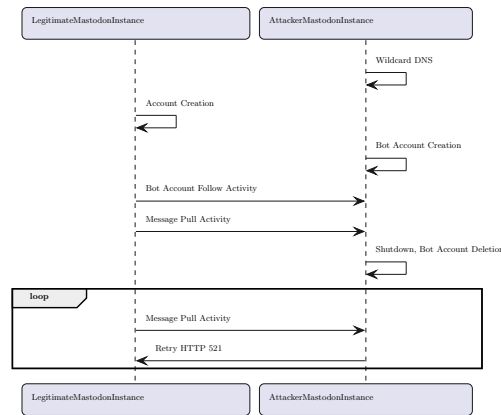 LegitimateMastodonInstance
AttackerMastodonInstance
Wildcard DNS
Account Creation
Bot Account Creation
Bot Account Follow Activity
Message Pull Activity
Shutdown, Bot Account Deletion
loop
Message Pull Activity
Retry HTTP 521
LegitimateMastodonInstance
AttackerMastodonInstance